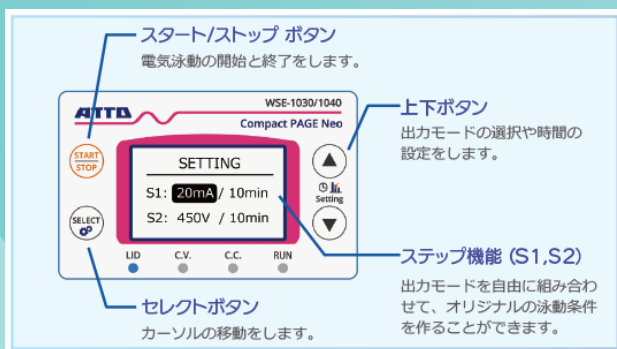 スタート/ストップ ボタン
電気泳動の開始と終了をします。
ATTO
WSE-1030/1040
Compact PAGE Neo
上下ボタン
出力モードの選択や時間の
設定をします。
START
STOP
SETTING
S1: 20mA / 10min
S2: 450V / 10min
Setting
SELECT
LID C.V. C.C. RUN
ステップ機能 (S1,S2)
出力モードを自由に組み合わ
せて、オリジナルの泳動条件
を作ることができます。
セレクトボタン
カーソルの移動をします。